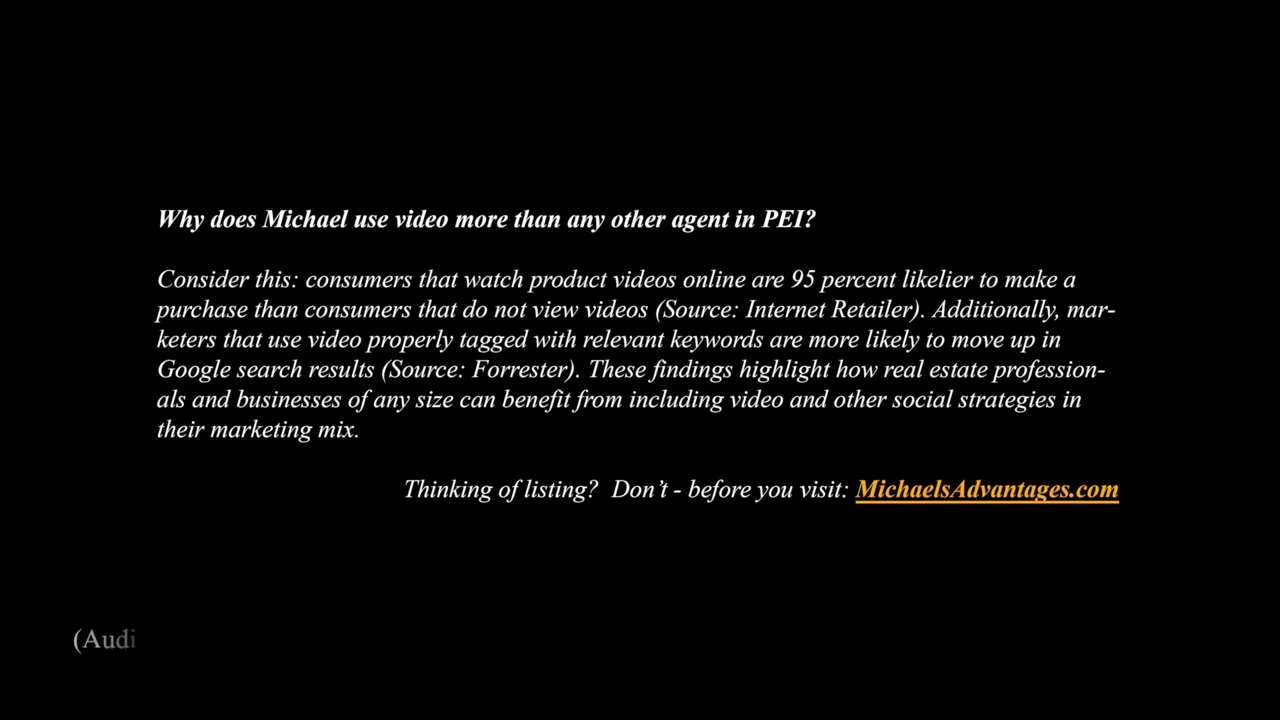 Why does Michael use video more than any other agent in PEI?
Consider this: consumers that watch product videos online are 95 percent likelier to make a
purchase than consumers that do not view videos (Source: Internet Retailer). Additionally, mar-
keters that use video properly tagged with relevant keywords are more likely to move up in
Google search results (Source: Forrester). These findings highlight how real estate profession-
als and businesses of any size can benefit from including video and other social strategies in
their marketing mix.
Thinking of listing?  Don’t - before you visit: MichaelsAdvantages.com
(Audi